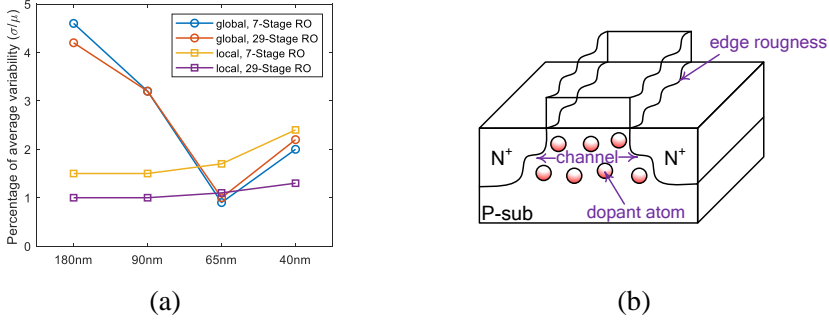 Percentage of average variability (σ/μ)
5
4
3
2
1
0
180nm
90nm
65nm
40nm
global, 7-Stage RO
global, 29-Stage RO
local, 7-Stage RO
local, 29-Stage RO
(a)
edge rougness
N+
channel
N+
dopant atom
P-sub
(b)